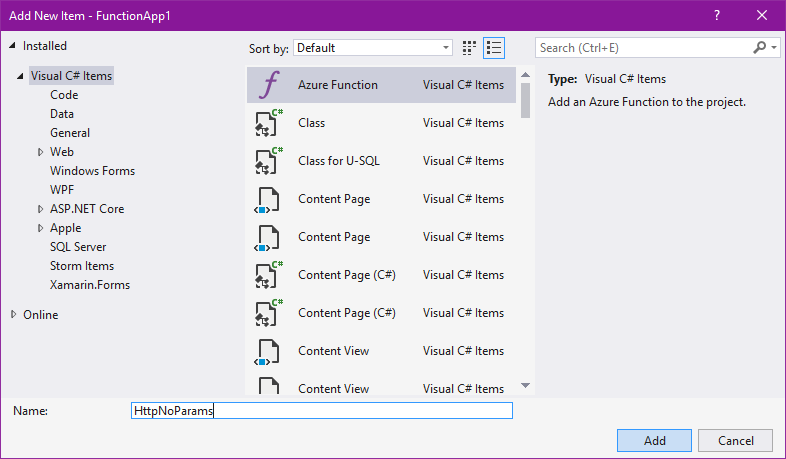 Add New Item - FunctionApp1
Installed
Visual C# Items
Code
Data
General
Web
Windows Forms
WPF
ASP.NET Core
Apple
SQL Server
Storm Items
Xamarin.Forms
Online
Sort by: Default
Azure Function Visual C# Items
C# Class Visual C# Items
C# Class for U-SQL Visual C# Items
Content Page Visual C# Items
Content Page Visual C# Items
C# Content Page (C#) Visual C# Items
C# Content Page (C#) Visual C# Items
Content View Visual C# Items
Content View Visual C# Items
Search (Ctrl+E)
Type: Visual C# Items
Add an Azure Function to the project.
Name: HttpNoParams
Add Cancel